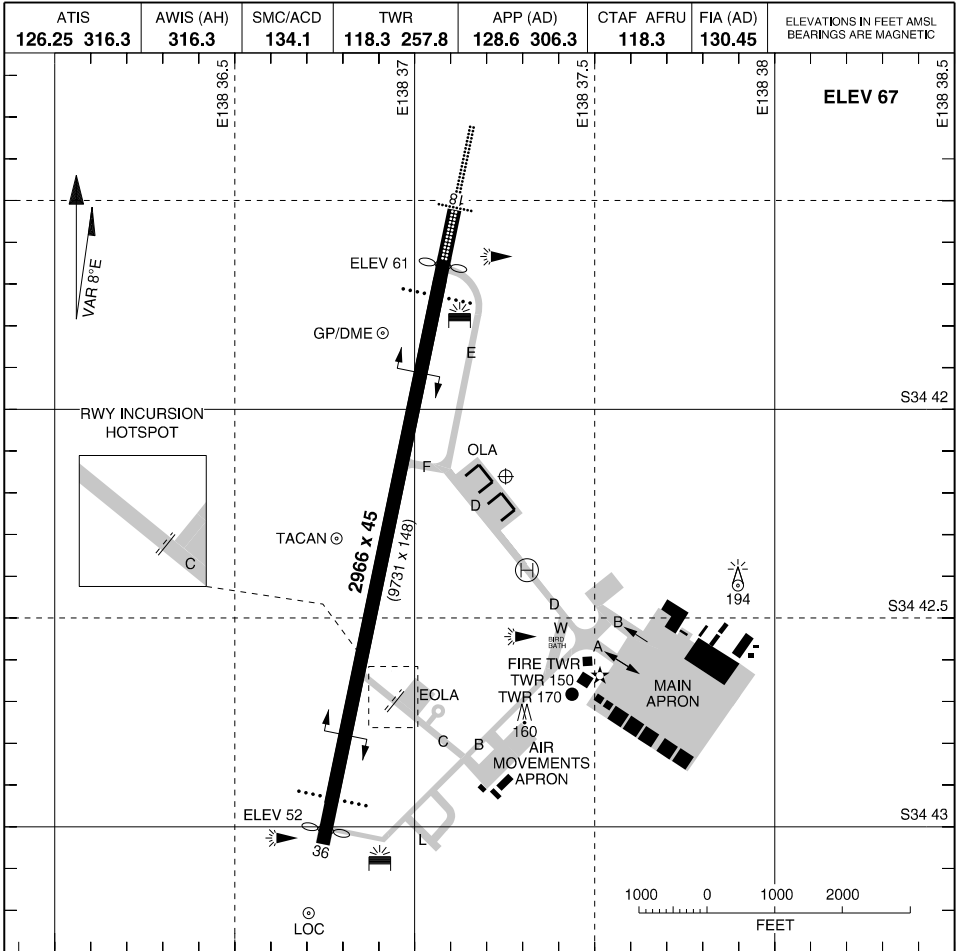 ATIS
126.25 316.3
AWIS (AH)
316.3
SMC/ACD
134.1
TWR
118.3 257.8
APP (AD)
128.6 306.3
CTAF AFRU
118.3
FIA (AD)
130.45
ELEVATIONS IN FEET AMSL
BEARINGS ARE MAGNETIC
E138 36.5
E138 37
E138 37.5
E138 38
E138 38.5
ELEV 67
VAR 8°E
18
ELEV 61
GP/DME
E
S34 42
RWY INCURSION
HOTSPOT
C
OLA
F
D
TACAN
2966 x 45
(9731 x 148)
H
194
S34 42.5
D
W
BIRD
BATH
B
A
FIRE TWR
TWR 150
TWR 170
MAIN
APRON
EOLA
160
C
B
AIR
MOVEMENTS
APRON
ELEV 52
S34 43
36
L
LOC
1000 0 1000 2000
FEET